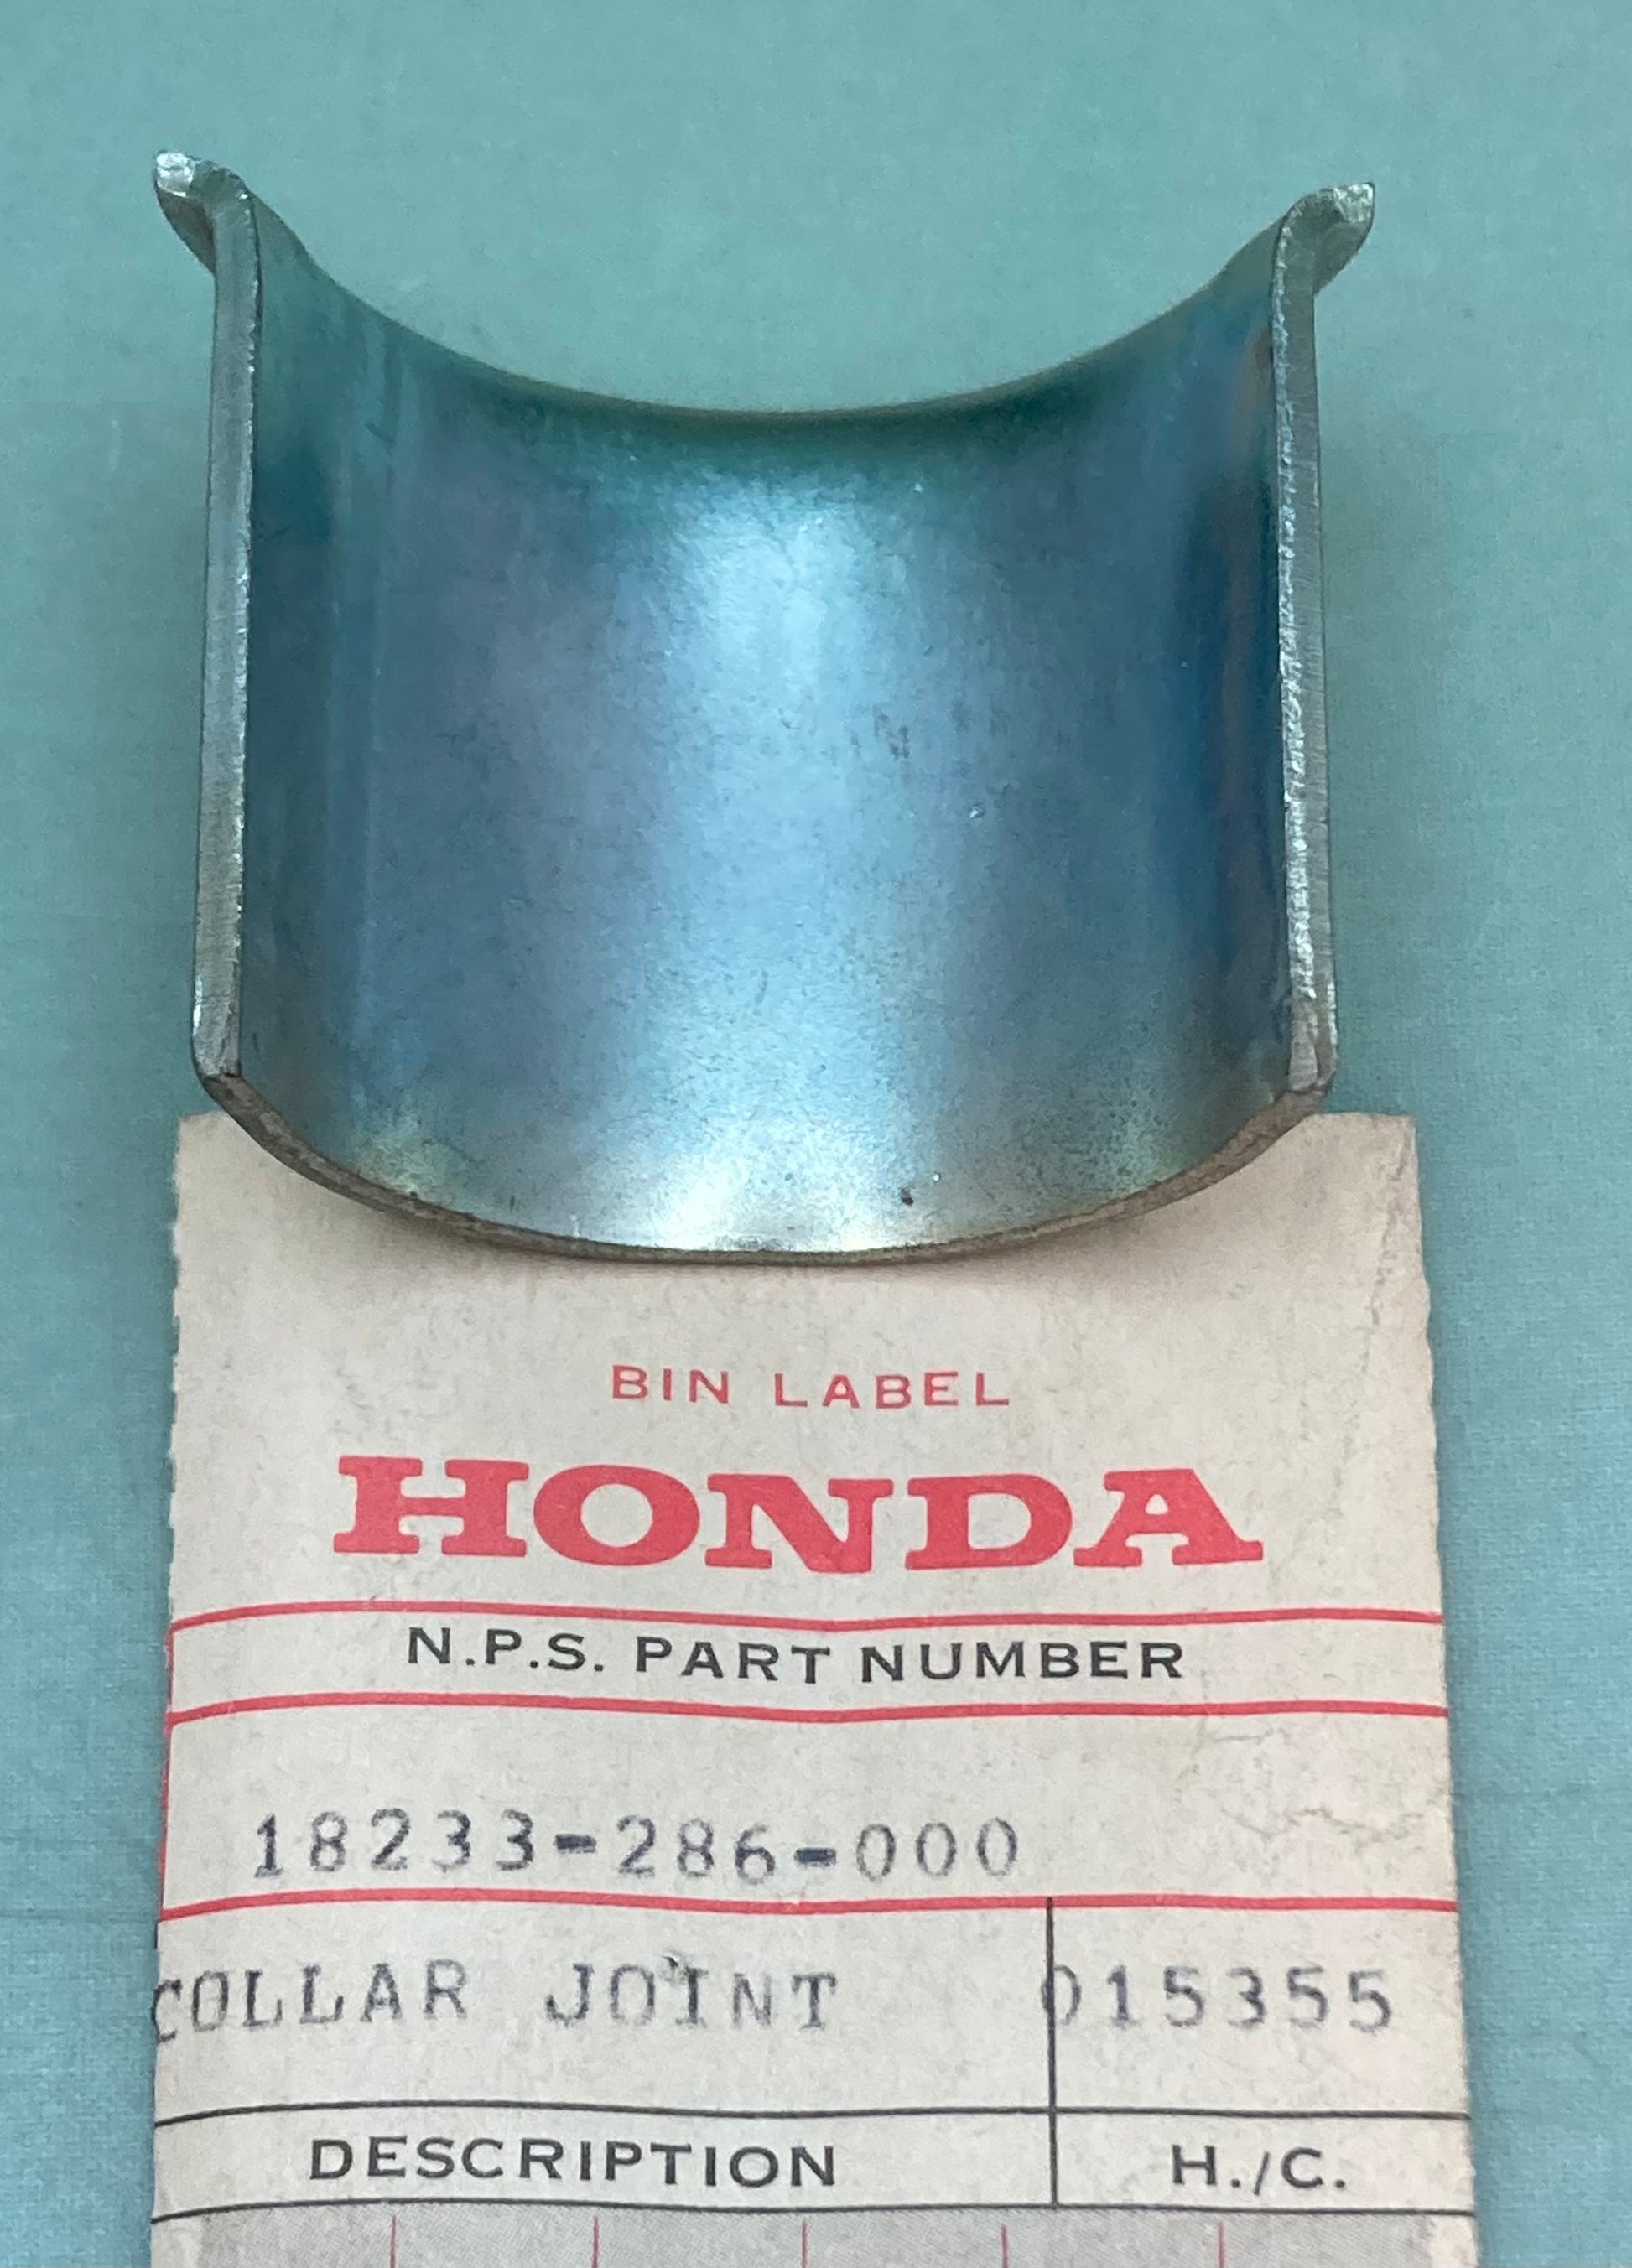 BIN LABEL
HONDA
N.P.S. PART NUMBER
18233-286-000
COLLAR JOINT 015355
DESCRIPTION H./C.